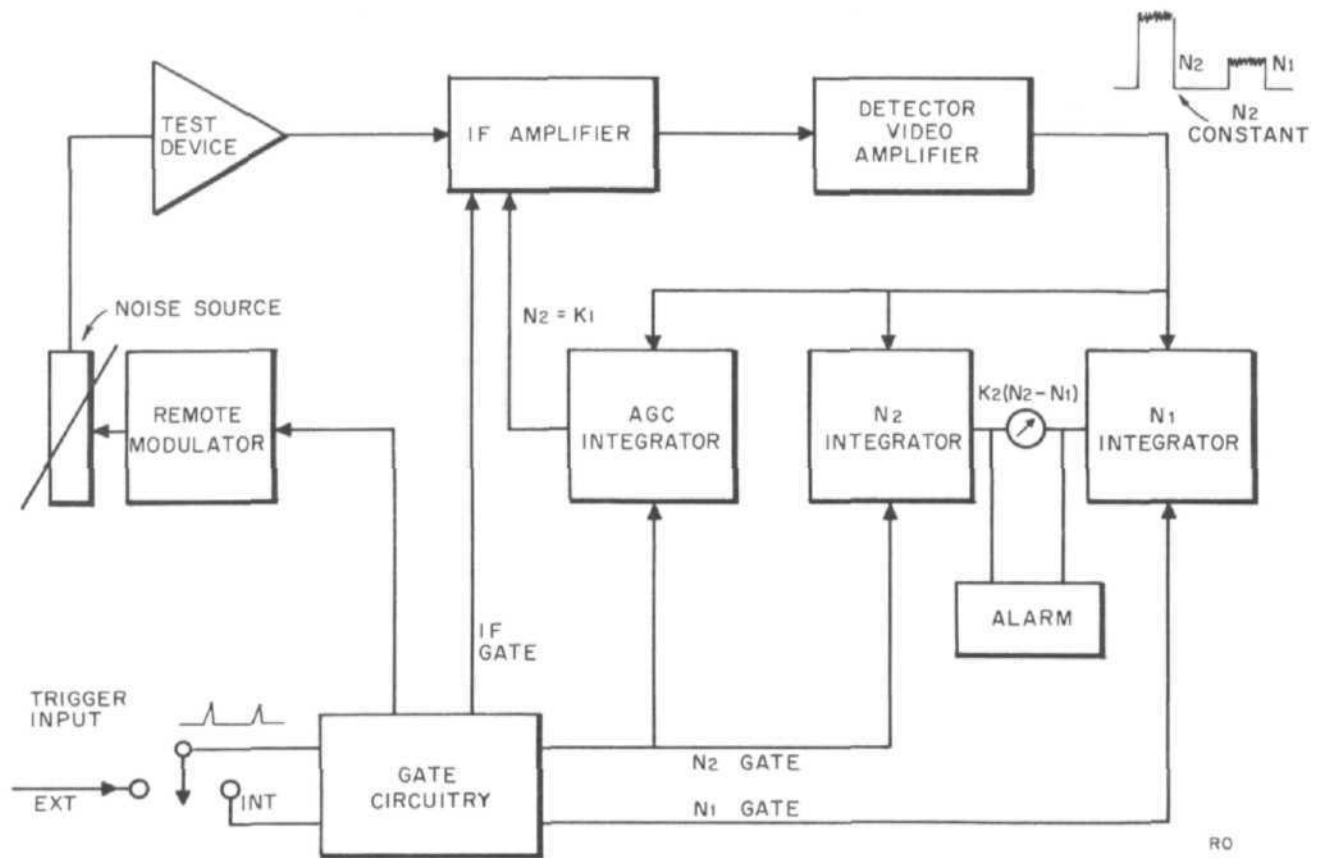 N2
N1
N2
CONSTANT
TEST
DEVICE
IF AMPLIFIER
DETECTOR
VIDEO
AMPLIFIER
NOISE SOURCE
N2 = K1
REMOTE
MODULATOR
AGC
INTEGRATOR
N2
INTEGRATOR
K2(N2-N1)
N1
INTEGRATOR
ALARM
IF
GATE
TRIGGER
INPUT
EXT
INT
GATE
CIRCUITRY
N2 GATE
N1 GATE
RO